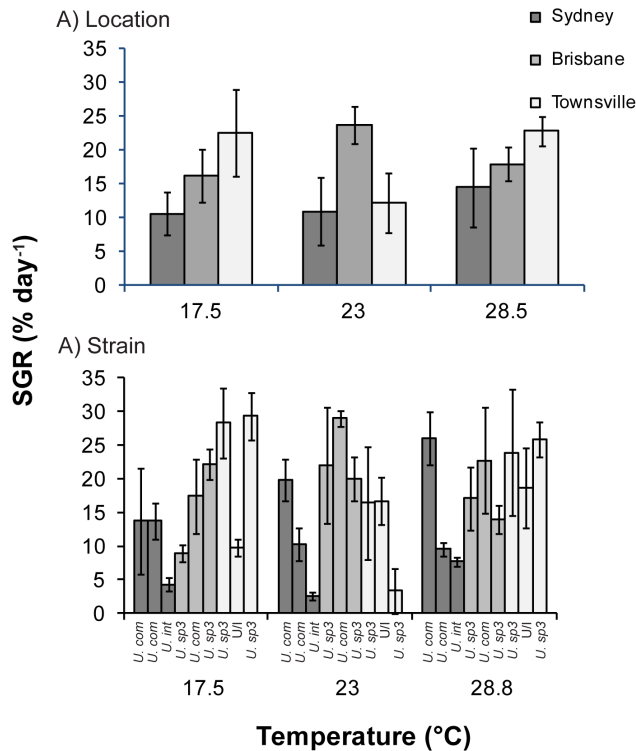 A) Location
Sydney
Brisbane
Townsville
35
30
25
20
15
10
5
0
17.5 23 28.5
SGR (% day-1)
A) Strain
35
30
25
20
15
10
5
0
U. com U. com U. int U. sp3 U. com U. sp3 U. sp3 U/I U. sp3 U. com U. com U. int U. sp3 U. com U. sp3 U. sp3 U/I U. sp3 U. com U. com U. int U. sp3 U. com U. sp3 U. sp3 U/I U. sp3
17.5 23 28.8
Temperature (°C)